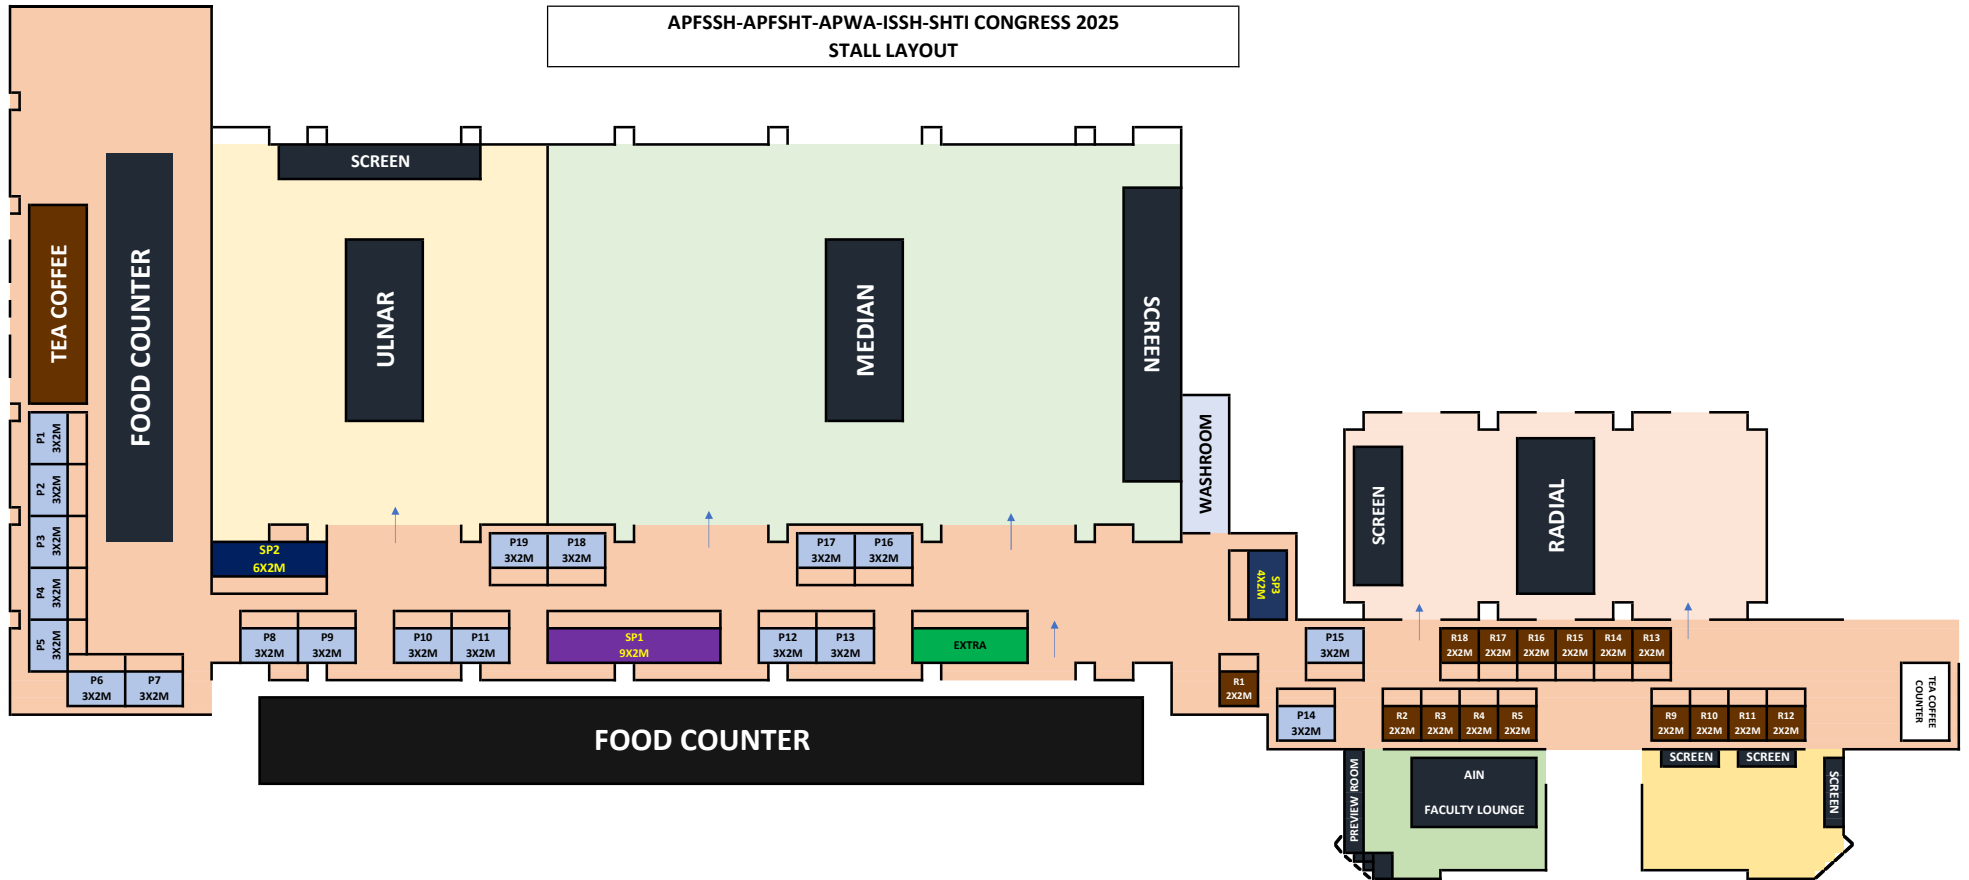 APFSSH-APFSHT-APWA-ISSH-SHTI CONGRESS 2025
STALL LAYOUT
SCREEN
TEA COFFEE
FOOD COUNTER
ULNAR
MEDIAN
SCREEN
WASHROOM
SCREEN
RADIAL
P1
3X2M
P2
3X2M
P3
3X2M
P4
3X2M
P5
3X2M
P6
3X2M
P7
3X2M
SP2
6X2M
P19
3X2M
P18
3X2M
P17
3X2M
P16
3X2M
SP3
4X2M
P8
3X2M
P9
3X2M
P10
3X2M
P11
3X2M
SP1
9X2M
P12
3X2M
P13
3X2M
EXTRA
P15
3X2M
R18
2X2M
R17
2X2M
R16
2X2M
R15
2X2M
R14
2X2M
R13
2X2M
R1
2X2M
P14
3X2M
R2
2X2M
R3
2X2M
R4
2X2M
R5
2X2M
R9
2X2M
R10
2X2M
R11
2X2M
R12
2X2M
TEA COFFEE
COUNTER
FOOD COUNTER
PREVIEW ROOM
AIN
FACULTY LOUNGE
SCREEN
SCREEN
SCREEN